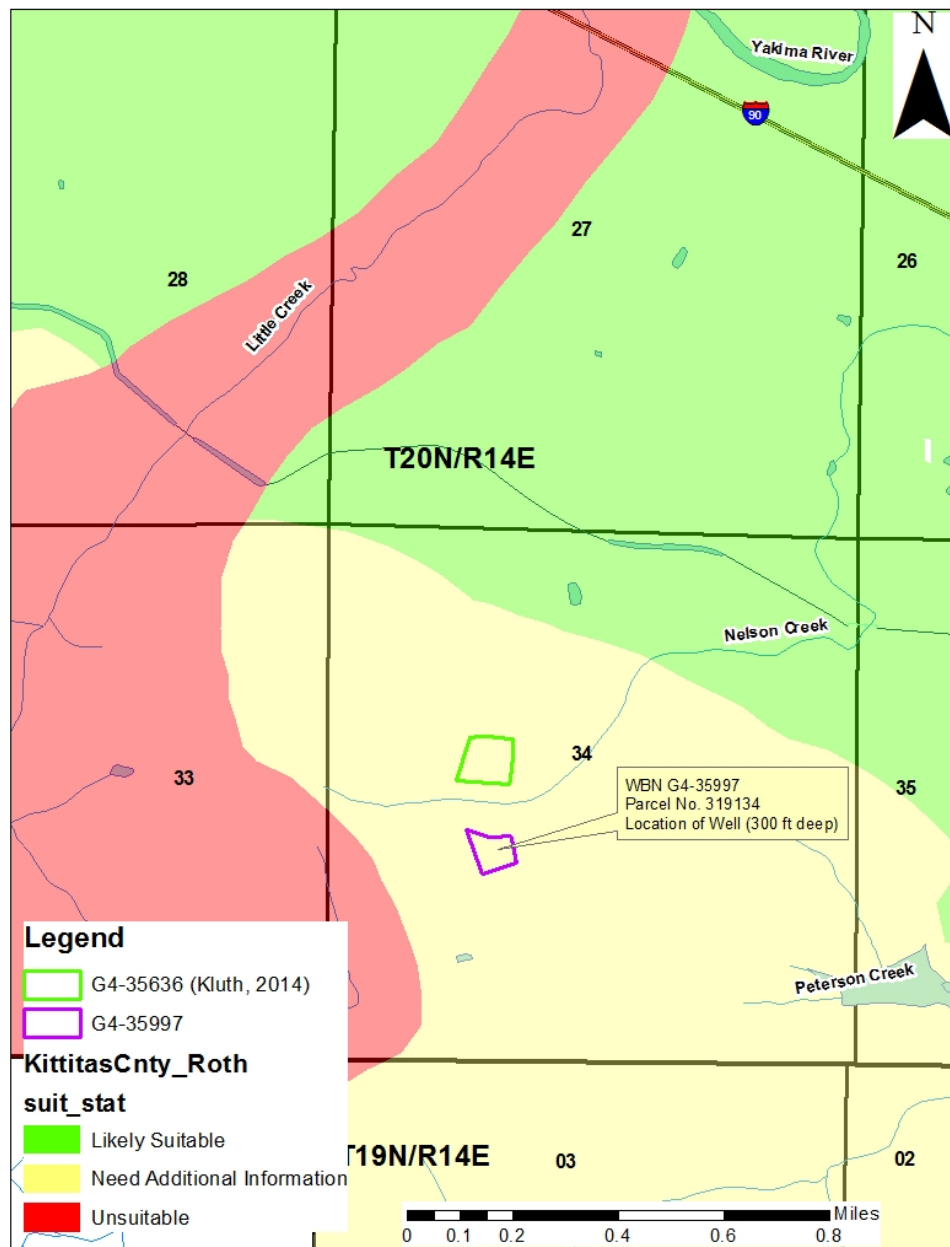 N
Yakima River
90
27
26
28
Little Creek
T20N/R14E
Nelson Creek
34
33
35
WBN G4-35997
Parcel No. 319134
Location of Well (300 ft deep)
Peterson Creek
Legend
G4-35636 (Kluth, 2014)
G4-35997
KittitasCnty_Roth
suit_stat
Likely Suitable
Need Additional Information
Unsuitable
T19N/R14E
03
02
Miles
0 0.1 0.2 0.4 0.6 0.8